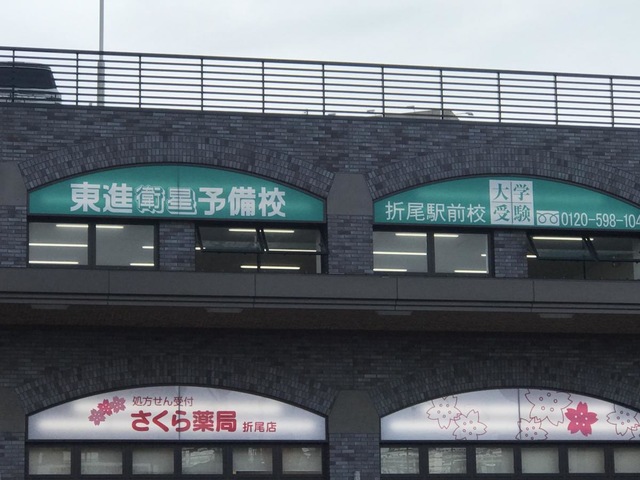 東進衛星予備校
折尾駅前校
大学
受験
0120-598-104
処方せん受付
さくら薬局 折尾店